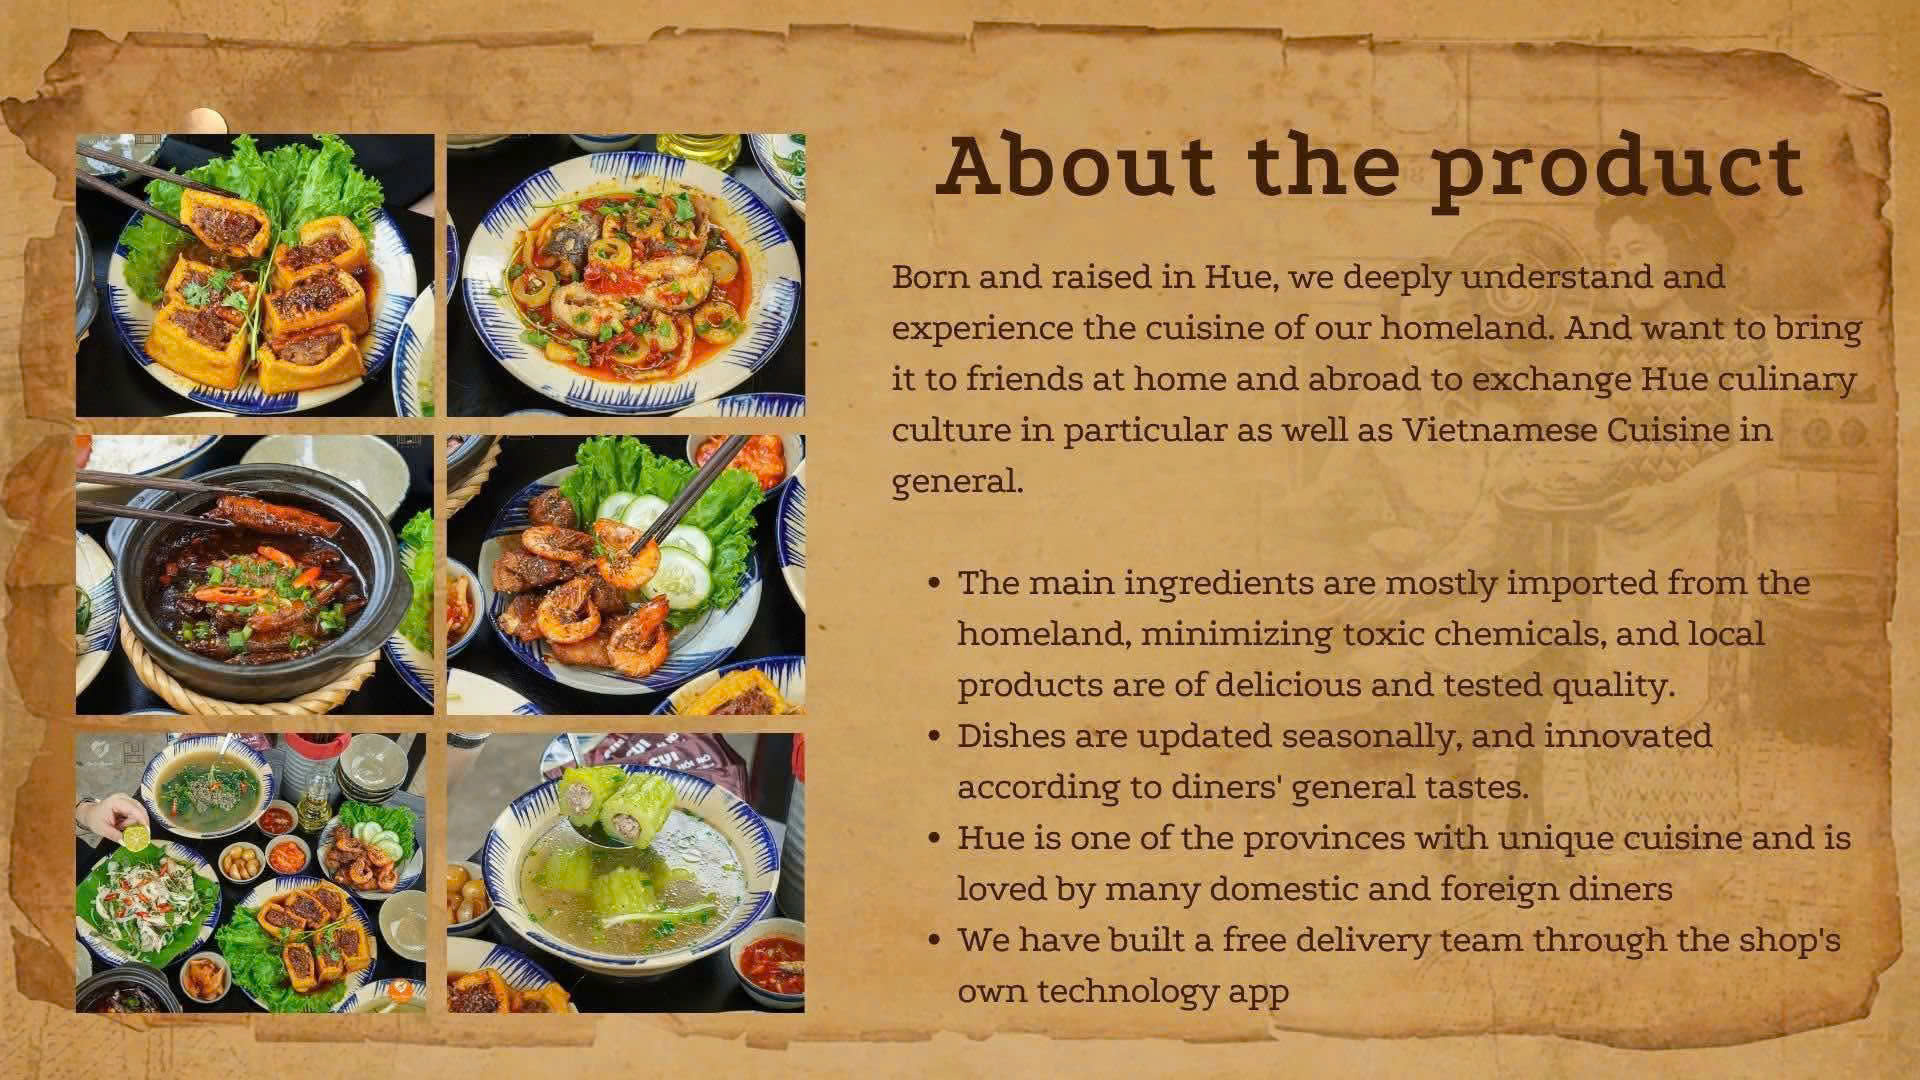 About the product
Born and raised in Hue, we deeply understand and
experience the cuisine of our homeland. And want to bring
it to friends at home and abroad to exchange Hue culinary
culture in particular as well as Vietnamese Cuisine in
general.
• The main ingredients are mostly imported from the
homeland, minimizing toxic chemicals, and local
products are of delicious and tested quality.
• Dishes are updated seasonally, and innovated
according to diners' general tastes.
• Hue is one of the provinces with unique cuisine and is
loved by many domestic and foreign diners
• We have built a free delivery team through the shop's
own technology app
CUI